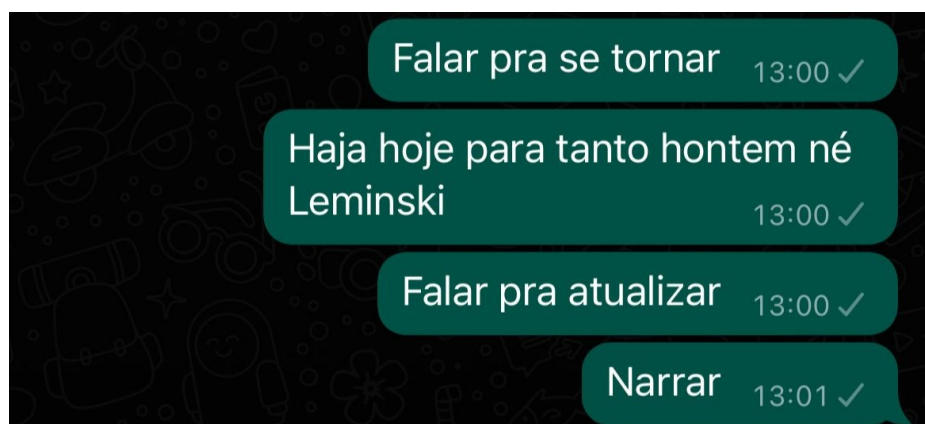 Falar pra se tornar 13:00
Haja hoje para tanto hontem né
Leminski 13:00
Falar pra atualizar 13:00
Narrar 13:01